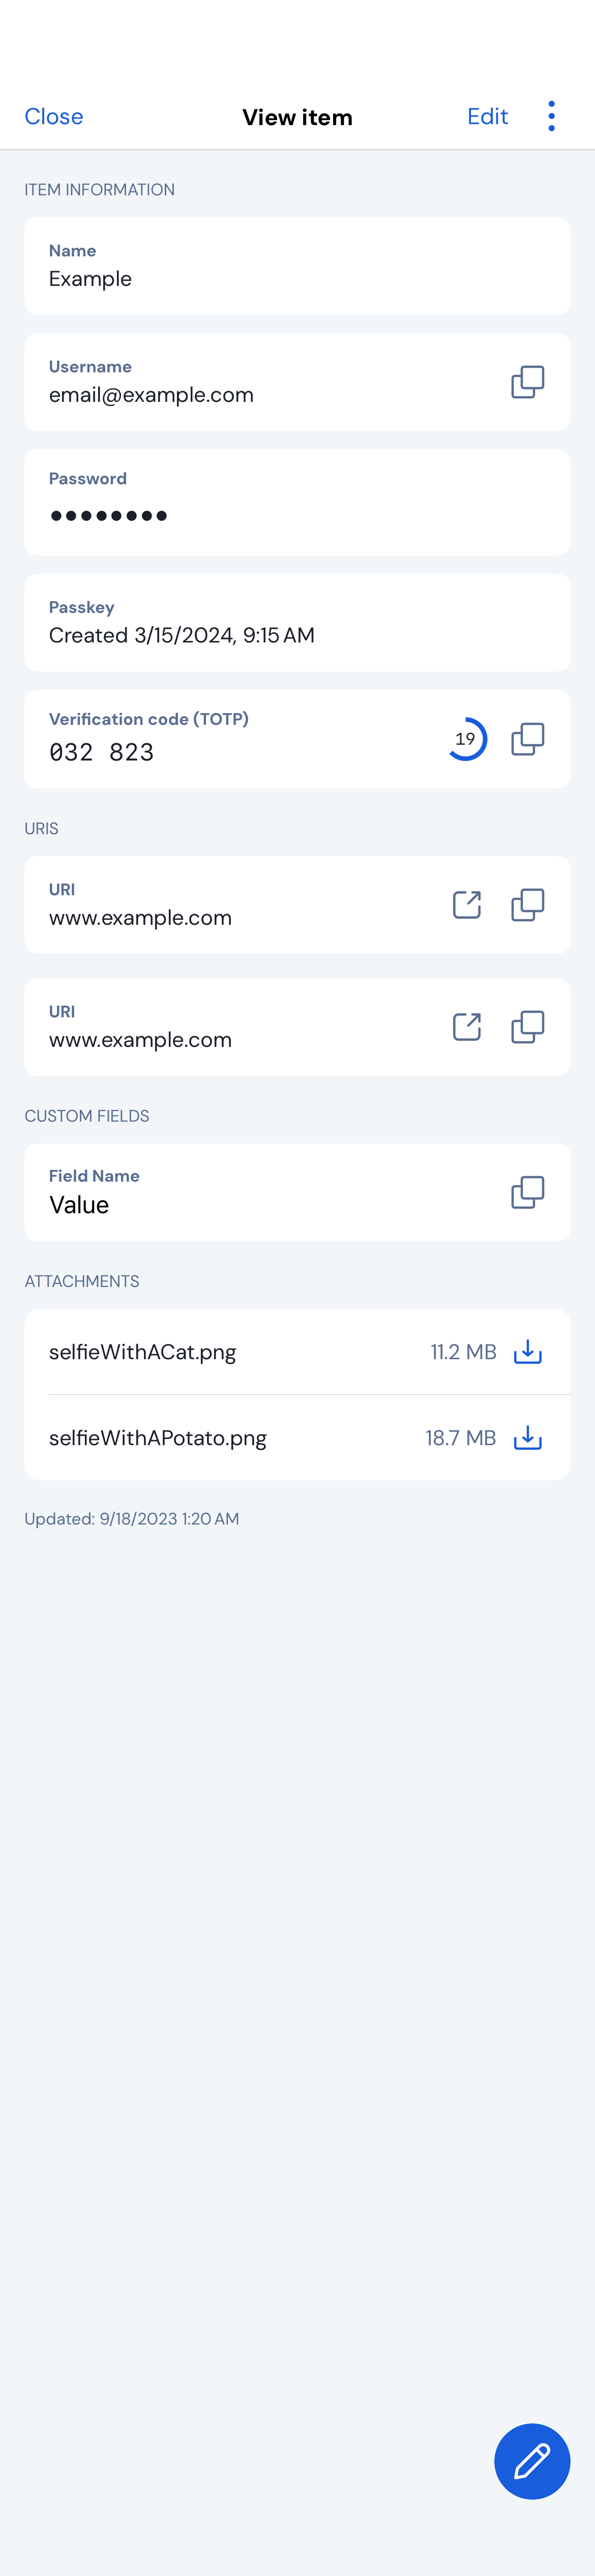 Close View item Edit
ITEM INFORMATION
Name
Example
Username
email@example.com
Password
●●●●●●●●
Passkey
Created 3/15/2024, 9:15 AM
Verification code (TOTP)
032 823 19
URIS
URI
www.example.com
URI
www.example.com
CUSTOM FIELDS
Field Name
Value
ATTACHMENTS
selfieWithACat.png 11.2 MB
selfieWithAPotato.png 18.7 MB
Updated: 9/18/2023 1:20 AM